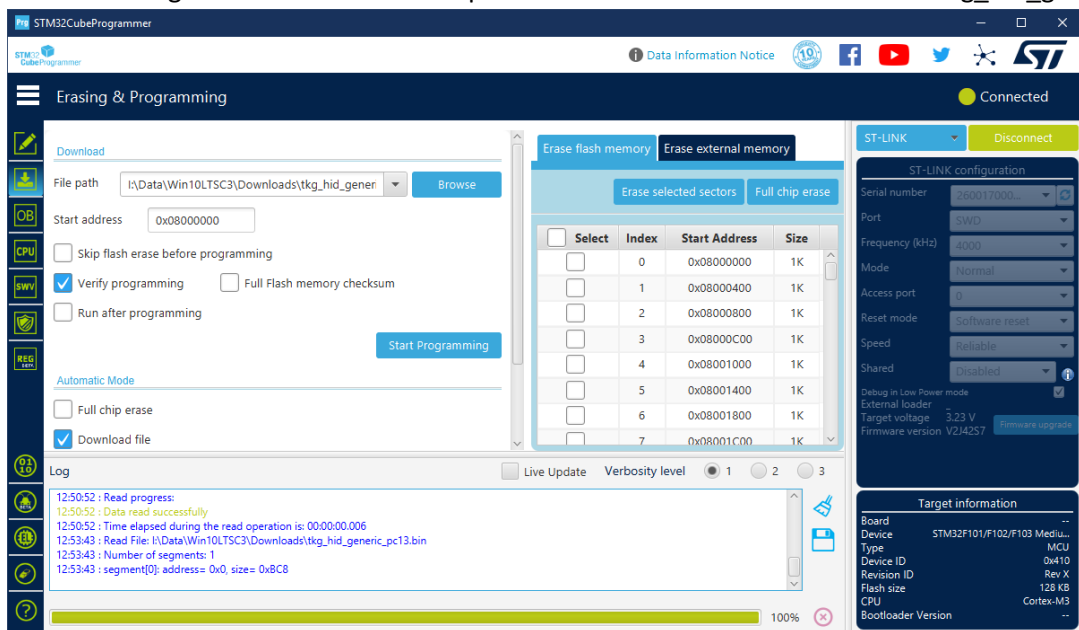 Prg STM32CubeProgrammer
STM32
CubeProgrammer
Data Information Notice
19
Erasing & Programming
Connected
Download
File path
I:\Data\Win10LTSC3\Downloads\tkg_hid_generi
Browse
Start address
0x08000000
Skip flash erase before programming
Verify programming
Full Flash memory checksum
Run after programming
Start Programming
Automatic Mode
Full chip erase
Download file
OB
CPU
SWV
REG
Erase flash memory
Erase external memory
Erase selected sectors
Full chip erase
Select Index Start Address Size
0 0x08000000 1K
1 0x08000400 1K
2 0x08000800 1K
3 0x08000C00 1K
4 0x08001000 1K
5 0x08001400 1K
6 0x08001800 1K
7 0x08001C00 1K
ST-LINK
Disconnect
ST-LINK configuration
Serial number 260017000...
Port SWD
Frequency (kHz) 4000
Mode Normal
Access port 0
Reset mode Software reset
Speed Reliable
Shared Disabled
Debug in Low Power mode
External loader _
Target voltage 3.23 V
Firmware version V2J42S7
Firmware upgrade
Log
Live Update Verbosity level 1 2 3
12:50:52 : Read progress:
12:50:52 : Data read successfully
12:50:52 : Time elapsed during the read operation is: 00:00:00.006
12:53:43 : Read File: I:\Data\Win10LTSC3\Downloads\tkg_hid_generic_pc13.bin
12:53:43 : Number of segments: 1
12:53:43 : segment[0]: address= 0x0, size= 0xBC8
100%
Target information
Board --
Device STM32F101/F102/F103 Mediu...
Type MCU
Device ID 0x410
Revision ID Rev X
Flash size 128 KB
CPU Cortex-M3
Bootloader Version --